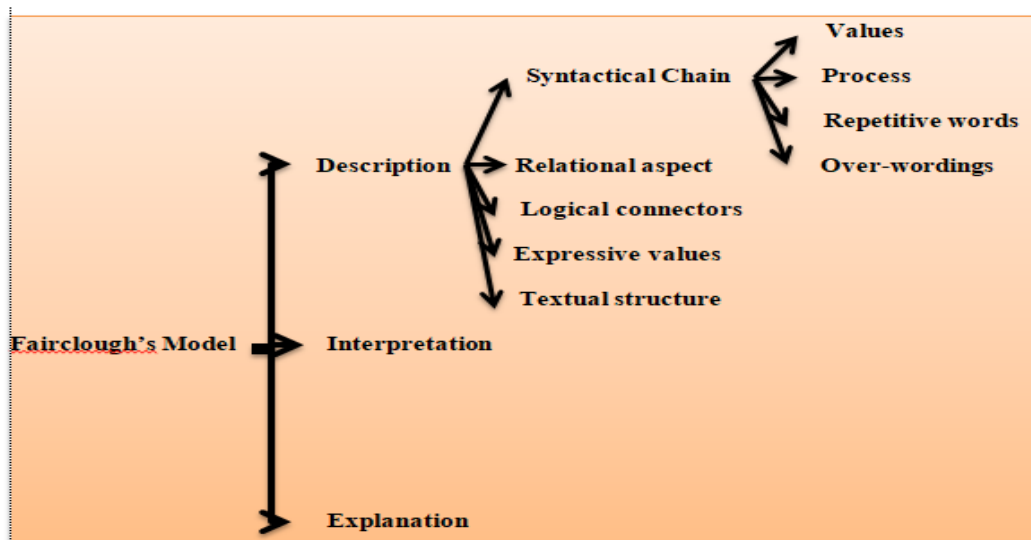 Values
Syntactical Chain
Process
Repetitive words
Description
Relational aspect
Over-wordings
Logical connectors
Expressive values
Textual structure
Fairclough's Model
Interpretation
Explanation